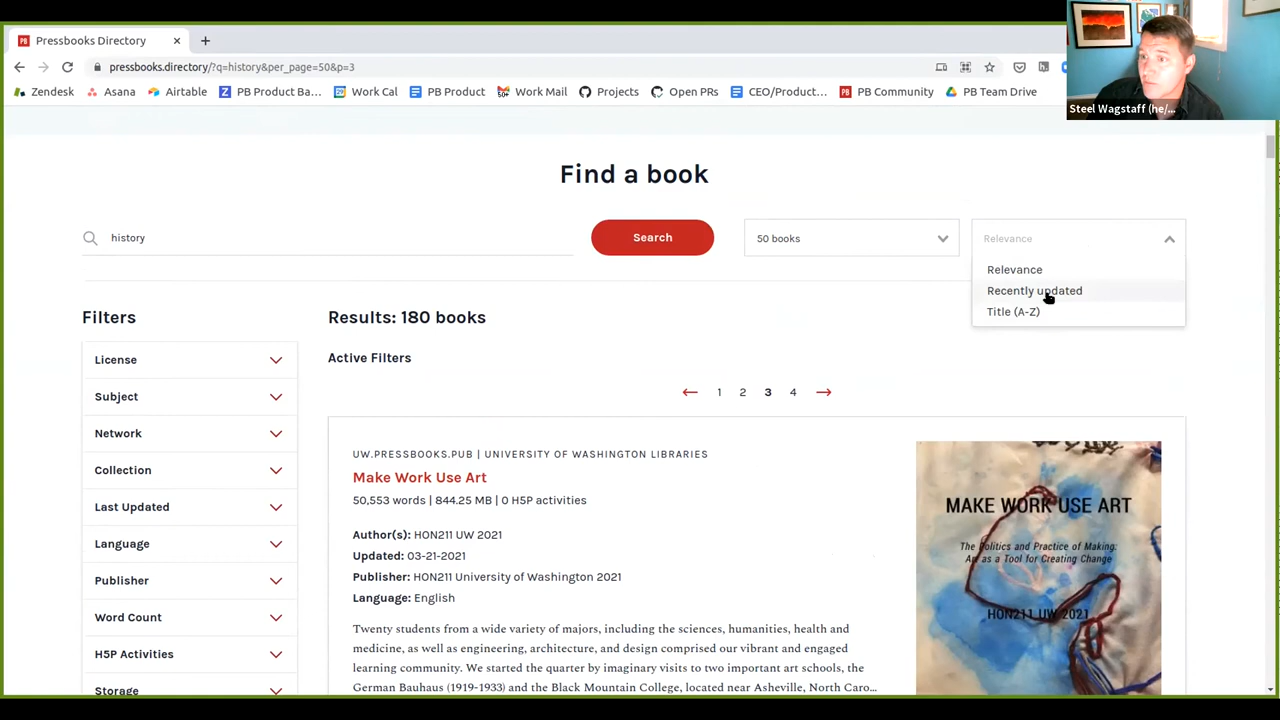 Pressbooks Directory
pressbooks.directory/?q=history&per_page=50&p=3
Zendesk Asana Airtable PB Product Ba... Work Cal PB Product Work Mail Projects Open PRs CEO/Product... PB Community PB Team Drive
Steel Wagstaff (he/...
Find a book
history Search 50 books Relevance
Relevance
Recently updated
Title (A-Z)
Filters
License
Subject
Network
Collection
Last Updated
Language
Publisher
Word Count
H5P Activities
Storage
Results: 180 books
Active Filters
1 2 3 4
UW.PRESSBOOKS.PUB | UNIVERSITY OF WASHINGTON LIBRARIES
Make Work Use Art
50,553 words | 844.25 MB | 0 H5P activities
Author(s): HON211 UW 2021
Updated: 03-21-2021
Publisher: HON211 University of Washington 2021
Language: English
Twenty students from a wide variety of majors, including the sciences, humanities, health and
medicine, as well as engineering, architecture, and design comprised our vibrant and engaged
learning community. We started the quarter by imaginary visits to two important art schools, the
German Bauhaus (1919-1933) and the Black Mountain College, located near Asheville, North Caro...
MAKE WORK USE ART
The Politics and Practice of Making:
Art as a Tool for Creating Change
HON211 UW 2021